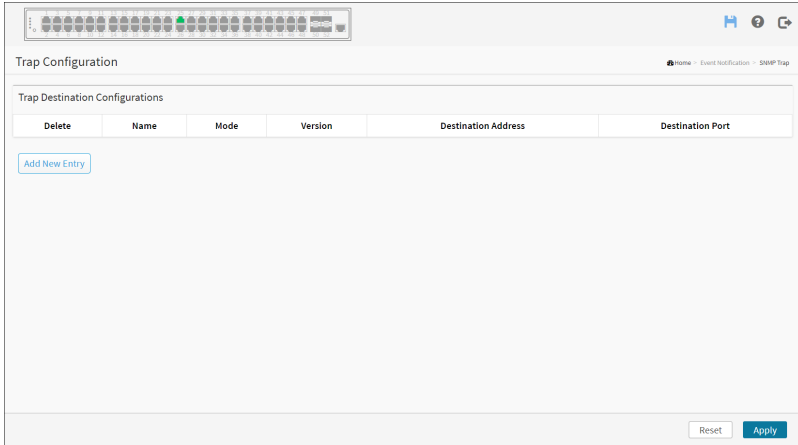 Trap Configuration
Home > Event Notification > SNMP Trap
Trap Destination Configurations
Delete Name Mode Version Destination Address Destination Port
Add New Entry
Reset Apply